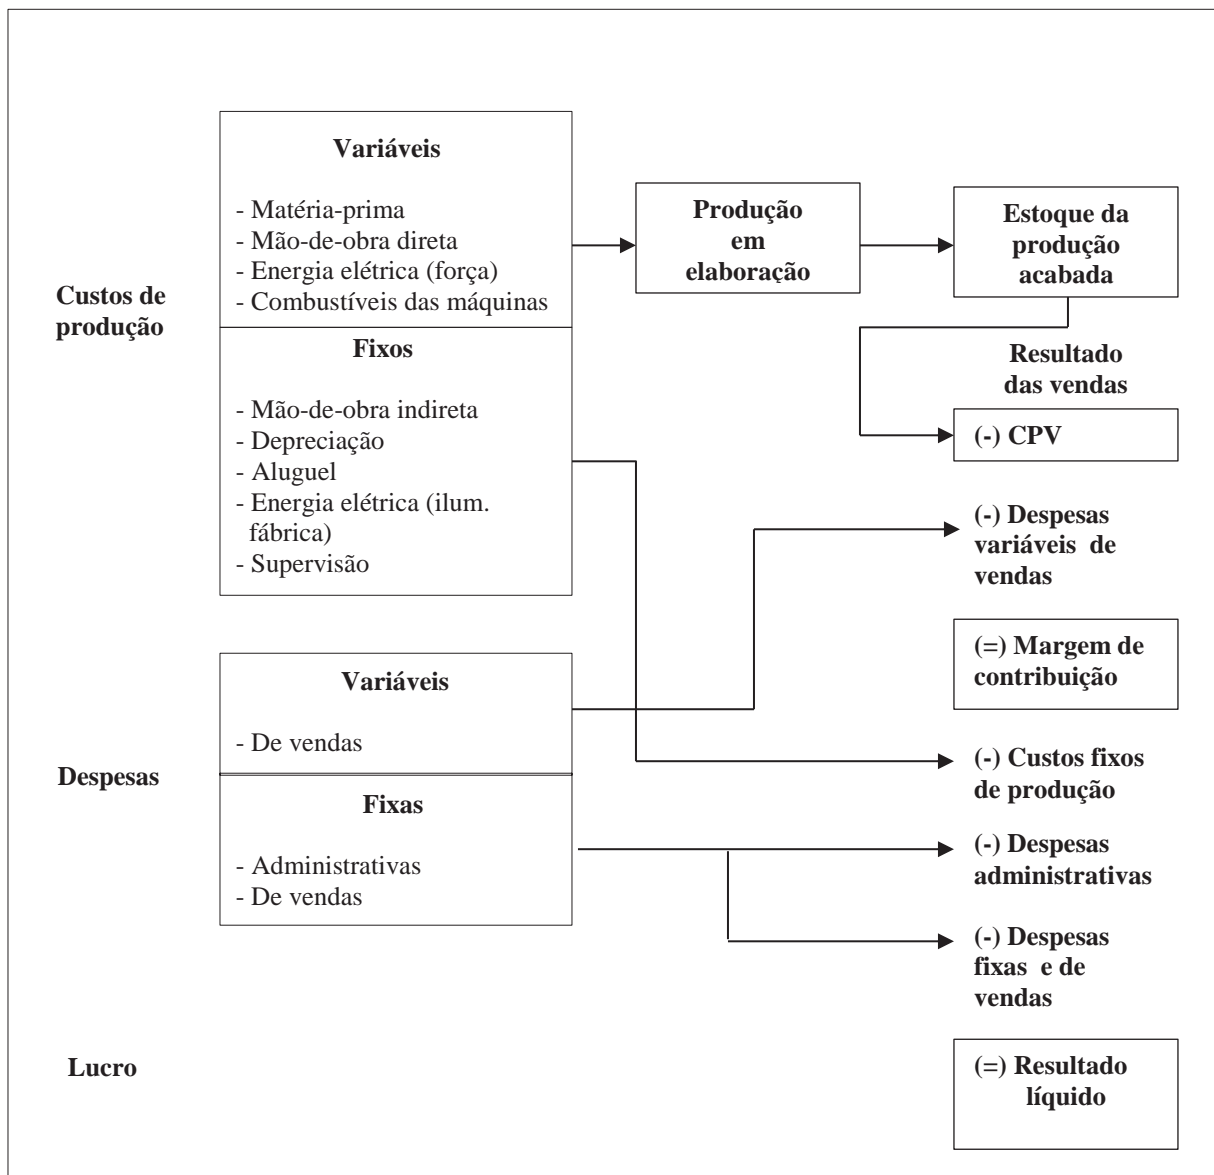 Custos de
produção
Variáveis
- Matéria-prima
- Mão-de-obra direta
- Energia elétrica (força)
- Combustíveis das máquinas
Fixos
- Mão-de-obra indireta
- Depreciação
- Aluguel
- Energia elétrica (ilum.
fábrica)
- Supervisão
Produção
em
elaboração
Estoque da
produção
acabada
Resultado
das vendas
(-) CPV
(-) Despesas
variáveis de
vendas
(=) Margem de
contribuição
Despesas
Variáveis
- De vendas
Fixas
- Administrativas
- De vendas
(-) Custos fixos
de produção
(-) Despesas
administrativas
(-) Despesas
fixas e de
vendas
Lucro
(=) Resultado
líquido